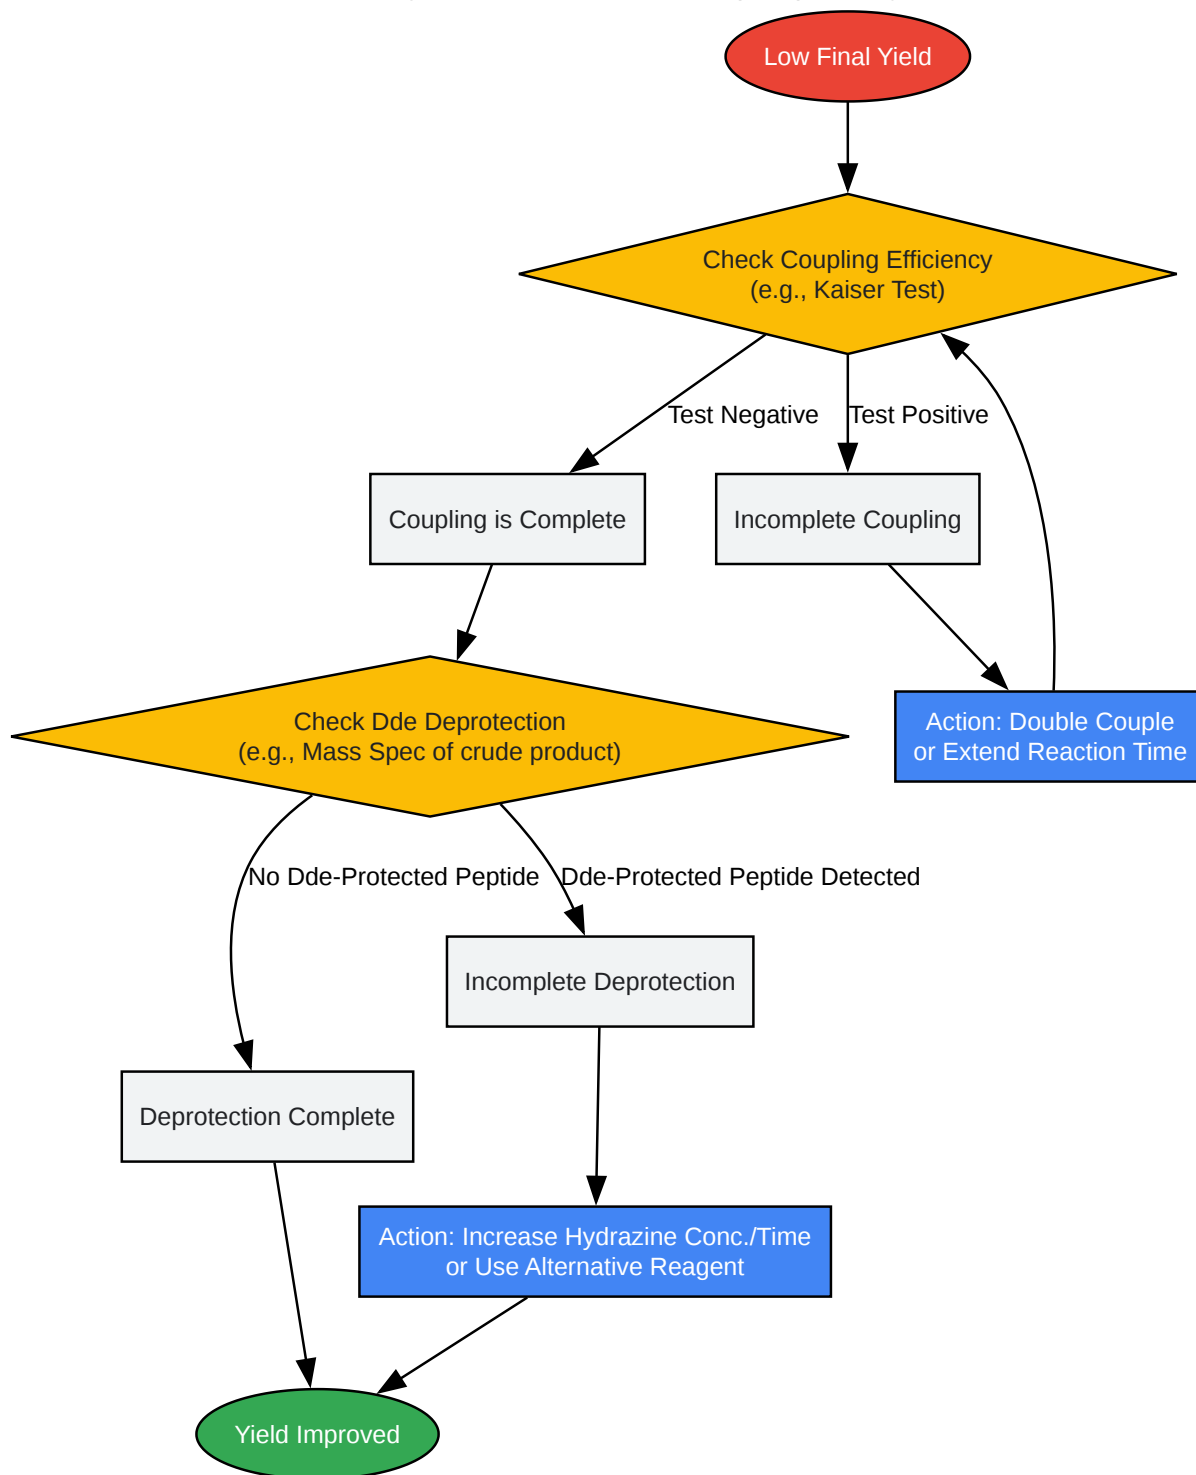 Low Final Yield
Check Coupling Efficiency
(e.g., Kaiser Test)
Test Negative
Test Positive
Coupling is Complete
Incomplete Coupling
Check Dde Deprotection
(e.g., Mass Spec of crude product)
Action: Double Couple
or Extend Reaction Time
No Dde-Protected Peptide
Dde-Protected Peptide Detected
Incomplete Deprotection
Deprotection Complete
Action: Increase Hydrazine Conc./Time
or Use Alternative Reagent
Yield Improved